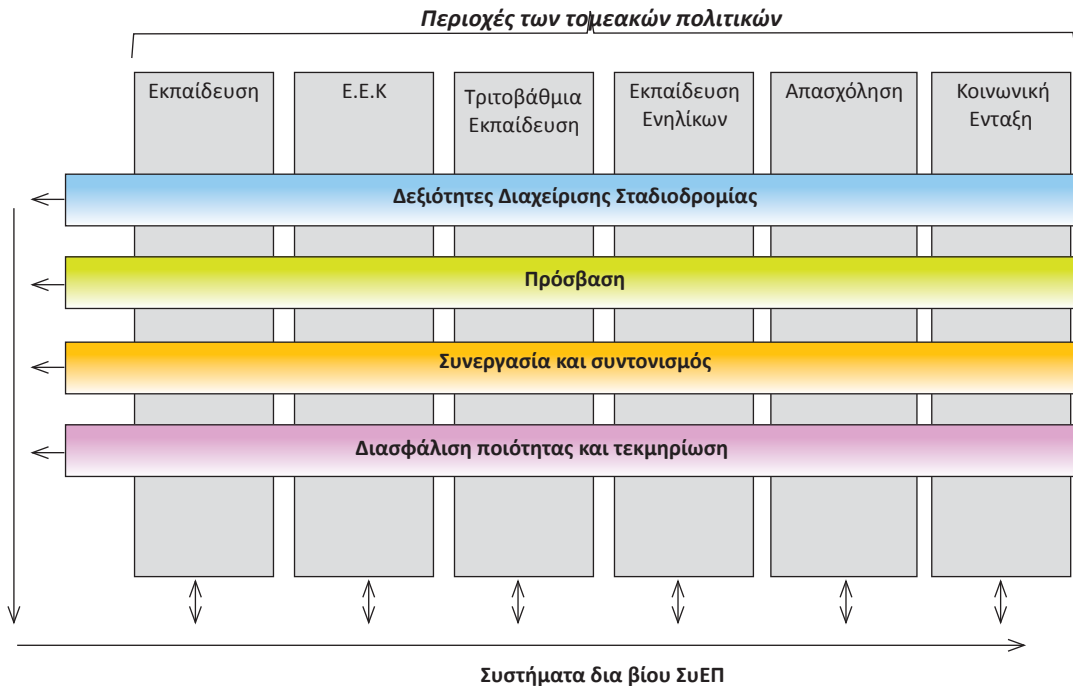 Περιοχές των τομεακών πολιτικών
Εκπαίδευση
Ε.Ε.Κ
Τριτοβάθμια
Εκπαίδευση
Εκπαίδευση
Ενηλίκων
Απασχόληση
Κοινωνική
Ενταξη
Δεξιότητες Διαχείρισης Σταδιοδρομίας
Πρόσβαση
Συνεργασία και συντονισμός
Διασφάλιση ποιότητας και τεκμηρίωση
Συστήματα δια βίου ΣυΕΠ